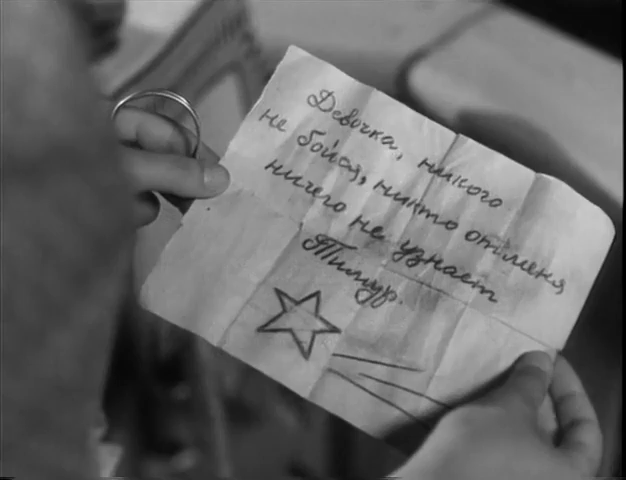 Девочка, никого
не бойся, никто от меня
ничего не узнает
Тимур.